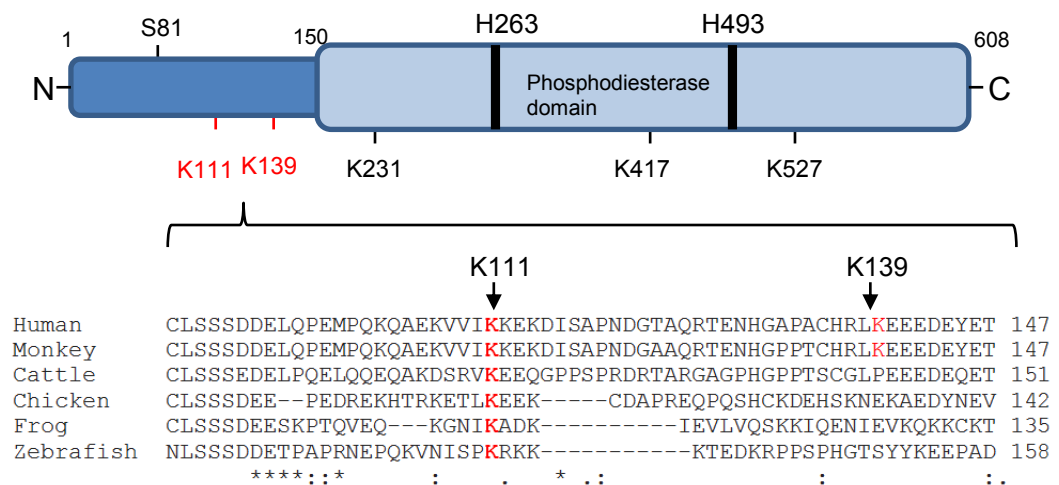 H263 H493
1 S81 150 608
N Phosphodiesterase domain C
K111 K139 K231 K417 K527
K111 K139
Human CLSSSDDELQPEMPQKQAEKVVIKKEKDISAPNDGTAQRTENHGAPACHRLKEEEDEYET 147
Monkey CLSSSDDELQPEMPQKQAEKVVIKKEKDISAPNDGAAQRTENHGPPTCHRLKEEEDEYET 147
Cattle CLSSSEDELPQELQQEQAKDSRVKEEQGPPSPRDRTARGAGPHGPPTSCGLPEEEDEQET 151
Chicken CLSSSDEE--PEDREKHTRKETLKEEK-----CDAPREQPQSHCKDEHSKNEKAEDYNEV 142
Frog CLSSSDEESKPTQVEQ---KGNIKADK----------IEVLVQSKKIQENIEVKQKKCKT 135
Zebrafish NLSSSDDETPAPRNEPQKVNISPKRKK----------KTEDKRPPSPHGTSYYKEEPAD 158
****::* : . * .: : :.